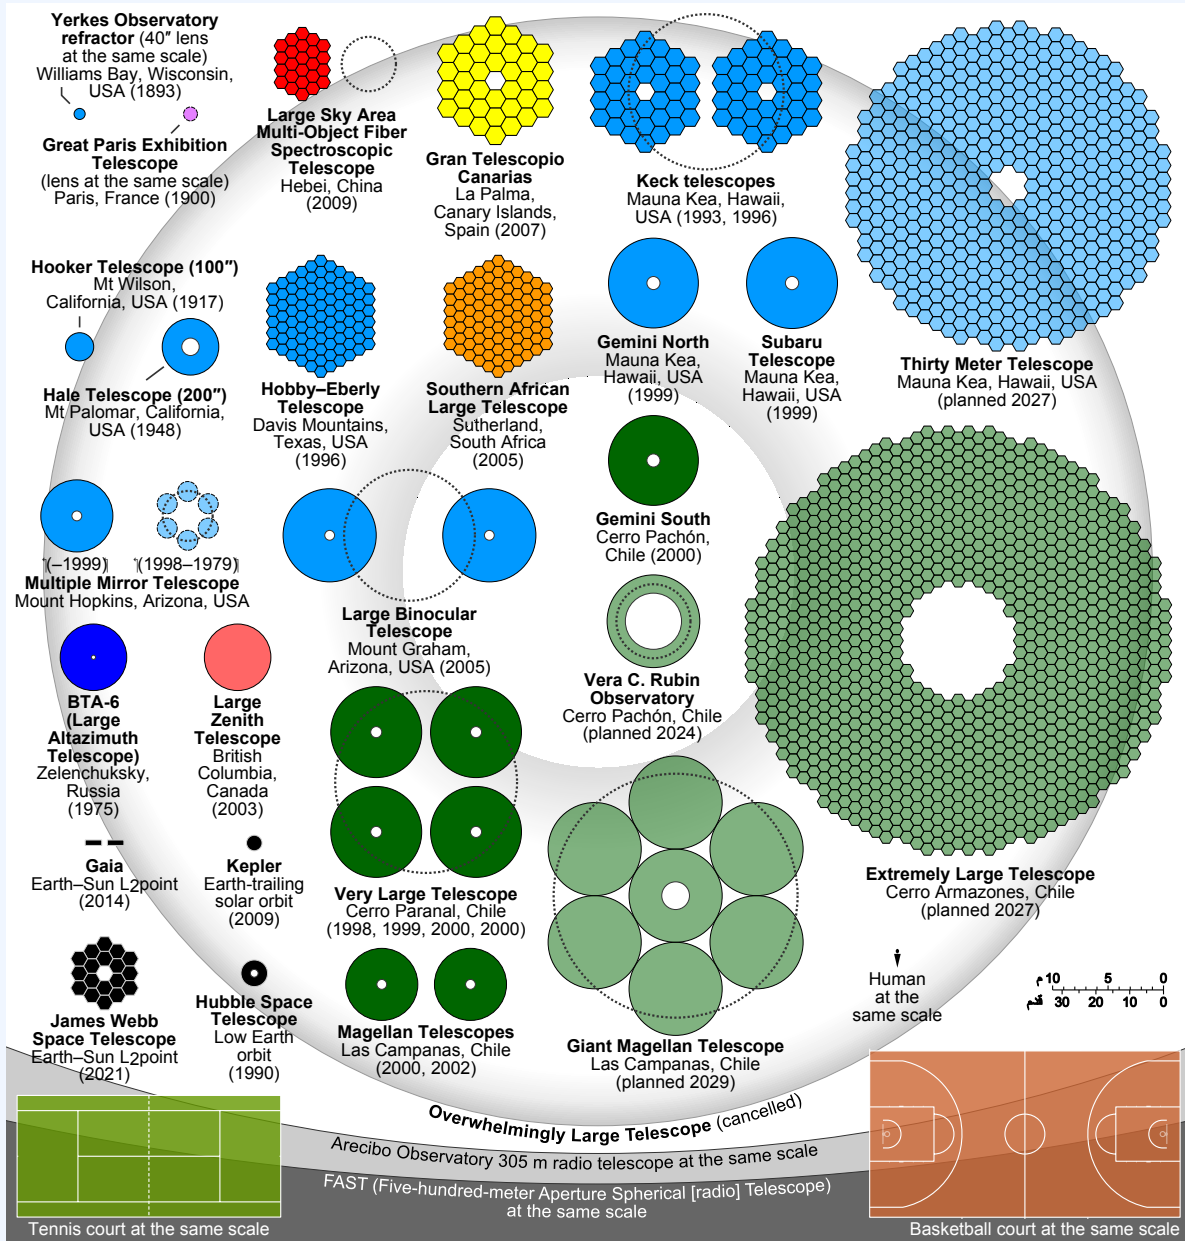 Yerkes Observatory
refractor (40″ lens
at the same scale)
Williams Bay, Wisconsin,
USA (1893)
Great Paris Exhibition
Telescope
(lens at the same scale)
Paris, France (1900)
Large Sky Area
Multi-Object Fiber
Spectroscopic
Telescope
Hebei, China
(2009)
Gran Telescopio
Canarias
La Palma,
Canary Islands,
Spain (2007)
Keck telescopes
Mauna Kea, Hawaii,
USA (1993, 1996)
Thirty Meter Telescope
Mauna Kea, Hawaii, USA
(planned 2027)
Hooker Telescope (100″)
Mt Wilson,
California, USA (1917)
Hale Telescope (200″)
Mt Palomar, California,
USA (1948)
Hobby–Eberly
Telescope
Davis Mountains,
Texas, USA
(1996)
Southern African
Large Telescope
Sutherland,
South Africa
(2005)
Gemini North
Mauna Kea,
Hawaii, USA
(1999)
Subaru
Telescope
Mauna Kea,
Hawaii, USA
(1999)
Gemini South
Cerro Pachón,
Chile (2000)
(–1999)
(1998–1979)
Multiple Mirror Telescope
Mount Hopkins, Arizona, USA
Large Binocular
Telescope
Mount Graham,
Arizona, USA (2005)
Vera C. Rubin
Observatory
Cerro Pachón, Chile
(planned 2024)
BTA-6
(Large
Altazimuth
Telescope)
Zelenchuksky,
Russia
(1975)
Large
Zenith
Telescope
British
Columbia,
Canada
(2003)
Gaia
Earth–Sun L2point
(2014)
Kepler
Earth-trailing
solar orbit
(2009)
Very Large Telescope
Cerro Paranal, Chile
(1998, 1999, 2000, 2000)
Extremely Large Telescope
Cerro Armazones, Chile
(planned 2027)
James Webb
Space Telescope
Earth–Sun L2point
(2021)
Hubble Space
Telescope
Low Earth
orbit
(1990)
Magellan Telescopes
Las Campanas, Chile
(2000, 2002)
Giant Magellan Telescope
Las Campanas, Chile
(planned 2029)
Human
at the
same scale
10 5 0
30 20 10 0
Overwhelmingly Large Telescope (cancelled)
Arecibo Observatory 305 m radio telescope at the same scale
FAST (Five-hundred-meter Aperture Spherical [radio] Telescope)
at the same scale
Tennis court at the same scale
Basketball court at the same scale